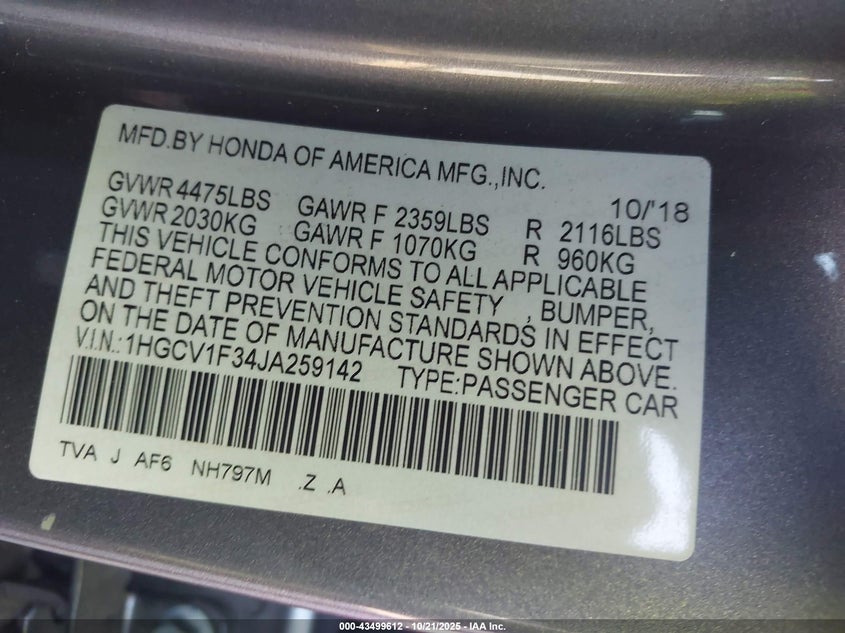 MFD.BY HONDA OF AMERICA MFG.,INC.
10/'18
GVWR 4475LBS GAWR F 2359LBS R 2116LBS
GVWR 2030KG GAWR F 1070KG R 960KG
THIS VEHICLE CONFORMS TO ALL APPLICABLE
FEDERAL MOTOR VEHICLE SAFETY , BUMPER,
AND THEFT PREVENTION STANDARDS IN EFFECT
ON THE DATE OF MANUFACTURE SHOWN ABOVE.
V.I.N.:1HGCV1F34JA259142 TYPE:PASSENGER CAR
TVA J AF6 NH797M .Z .A
000-43499612 - 10/21/2025 - IAA Holdings, Inc.